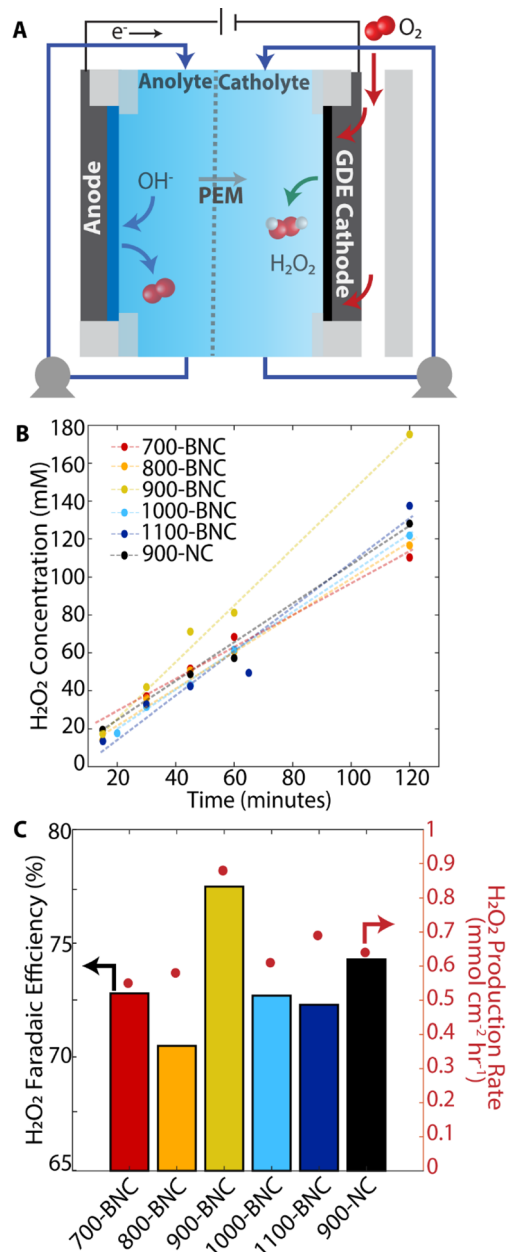 A
e⁻
O₂
Anolyte
Catholyte
Anode
OH⁻
PEM
H₂O₂
GDE Cathode
B
H₂O₂ Concentration (mM)
180
160
140
120
100
80
60
40
20
0
700-BNC
800-BNC
900-BNC
1000-BNC
1100-BNC
900-NC
20
40
60
80
100
120
Time (minutes)
C
H₂O₂ Faradaic Efficiency (%)
80
75
70
65
1
0.9
0.8
0.7
0.6
0.5
0.4
0.3
0.2
0.1
0
H₂O₂ Production Rate
(mmol cm⁻² hr⁻¹)
700-BNC
800-BNC
900-BNC
1000-BNC
1100-BNC
900-NC